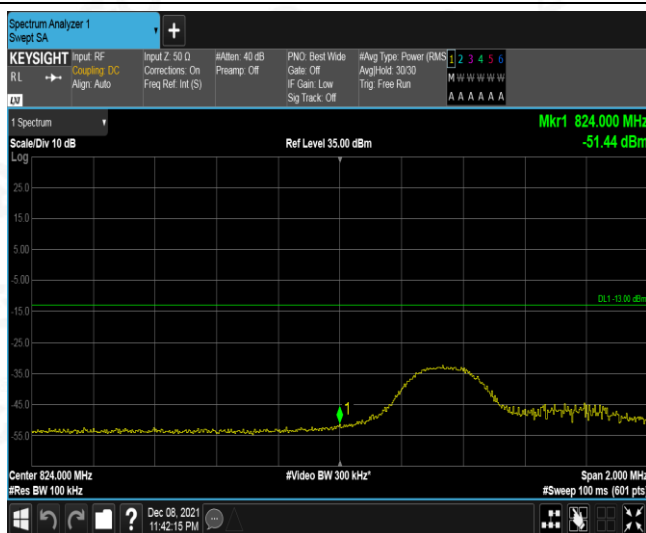 Spectrum Analyzer 1
Swept SA
+
KEYSIGHT
RL
LXI
Input: RF
Coupling: DC
Align: Auto
Input Z: 50 Ω
Corrections: On
Freq Ref: Int (S)
#Atten: 40 dB
Preamp: Off
PNO: Best Wide
Gate: Off
IF Gain: Low
Sig Track: Off
#Avg Type: Power (RMS
Avg|Hold: 30/30
Trig: Free Run
1 2 3 4 5 6
M W W W W W
A A A A A A
1 Spectrum
Mkr1 824.000 MHz
Scale/Div 10 dB
Ref Level 35.00 dBm
-51.44 dBm
Log
25.0
15.0
5.00
-5.00
DL1 -13.00 dBm
-15.0
-25.0
-35.0
-45.0
1
-55.0
Center 824.000 MHz
#Video BW 300 kHz*
Span 2.000 MHz
#Res BW 100 kHz
#Sweep 100 ms (601 pts)
?
Dec 08, 2021
11:42:15 PM